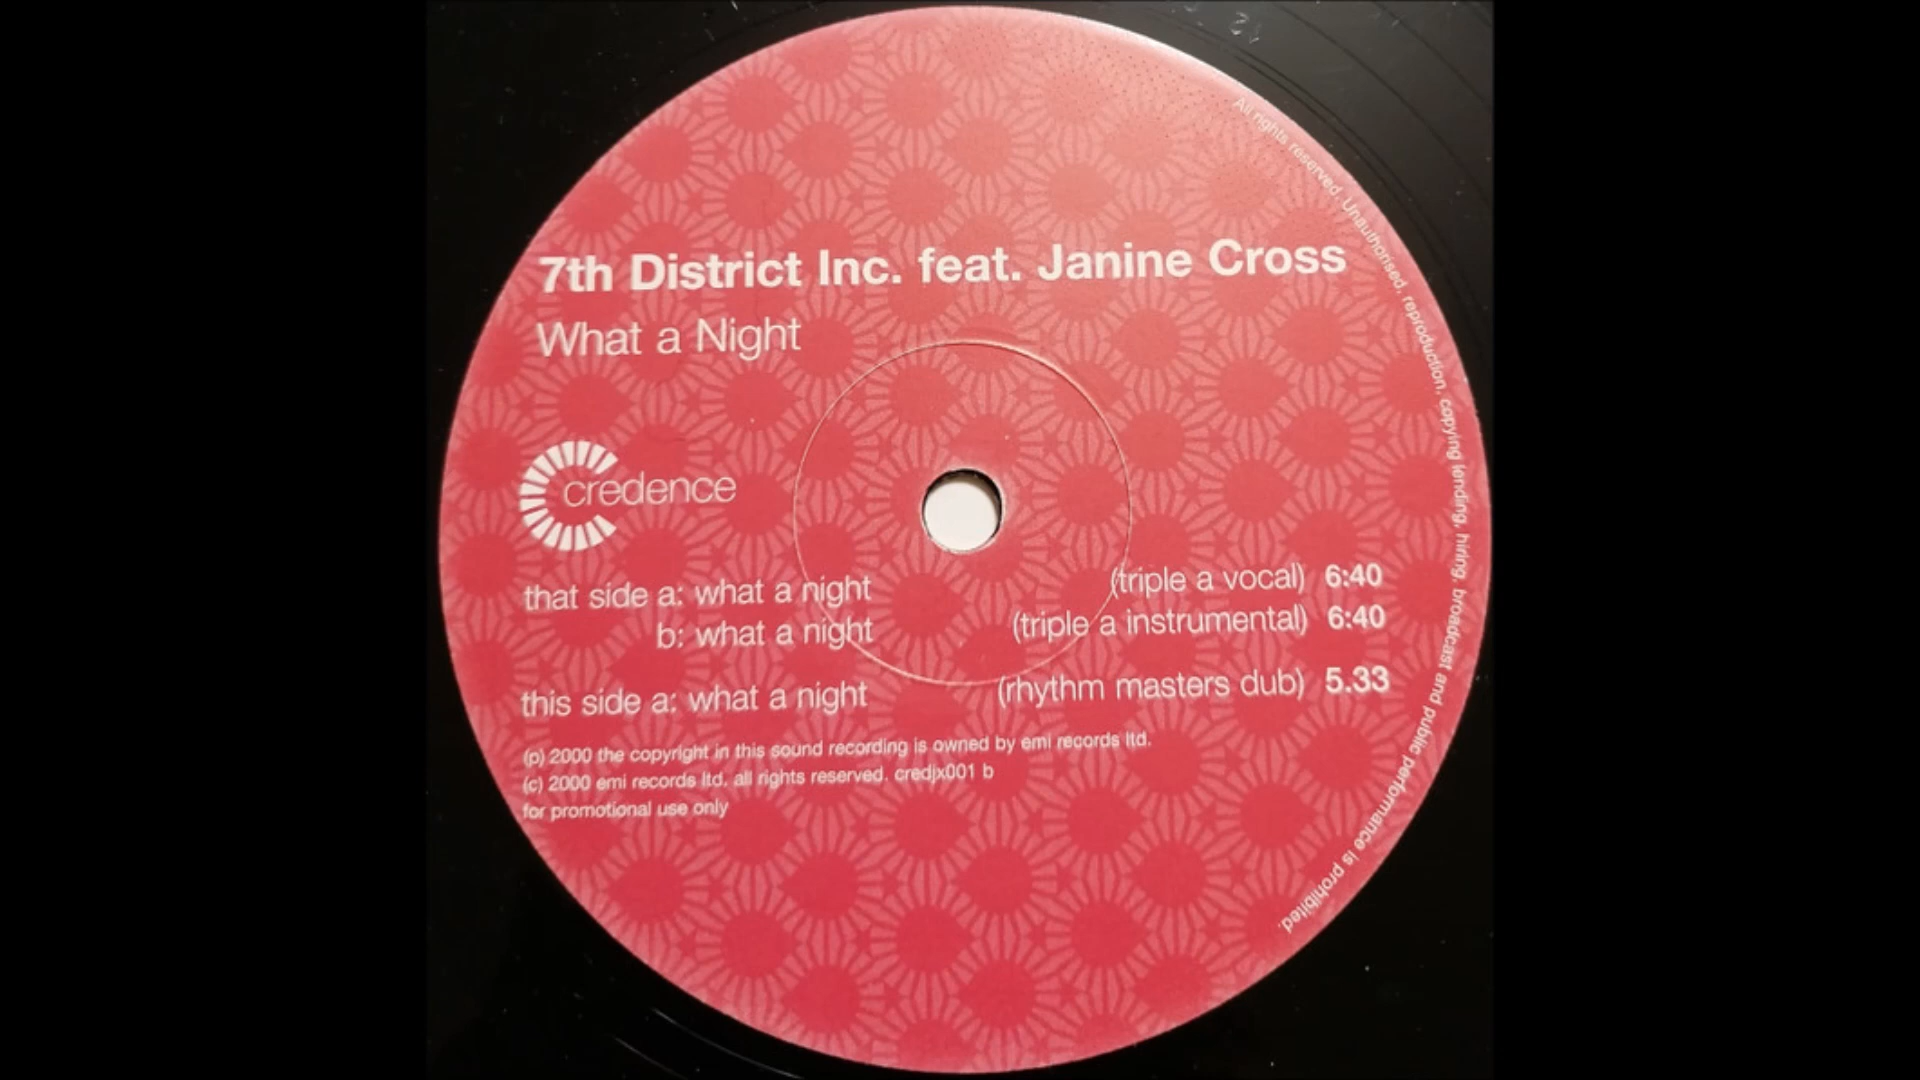 7th District Inc. feat. Janine Cross
What a Night
credence
that side a: what a night (triple a vocal) 6:40
b: what a night (triple a instrumental) 6:40
this side a: what a night (rhythm masters dub) 5.33
(p) 2000 the copyright in this sound recording is owned by emi records ltd.
(c) 2000 emi records ltd. all rights reserved. credjx001 b
for promotional use only
All rights reserved. Unauthorised, reproduction, copying lending, hiring, broadcast and public performance is prohibited.